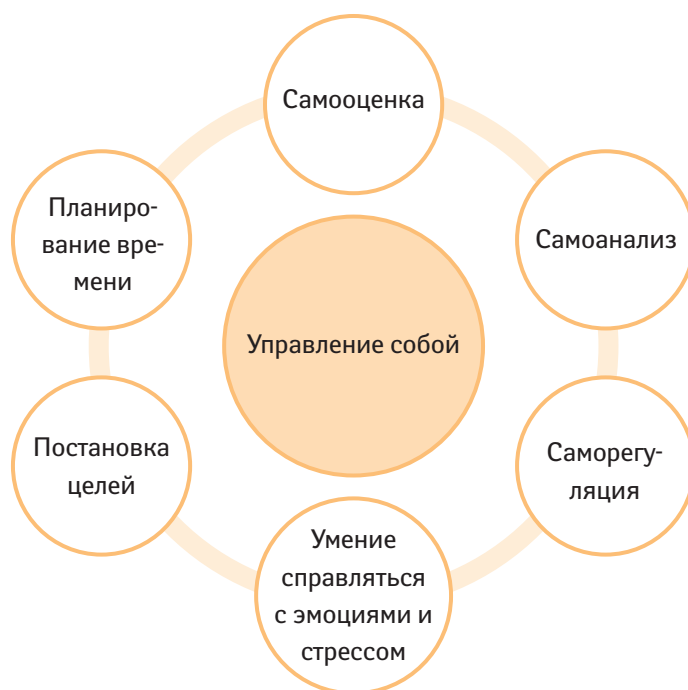 Самооценка
Планиро-
вание вре-
мени
Самоанализ
Управление собой
Постановка
целей
Саморегу-
ляция
Умение
справляться
с эмоциями и
стрессом